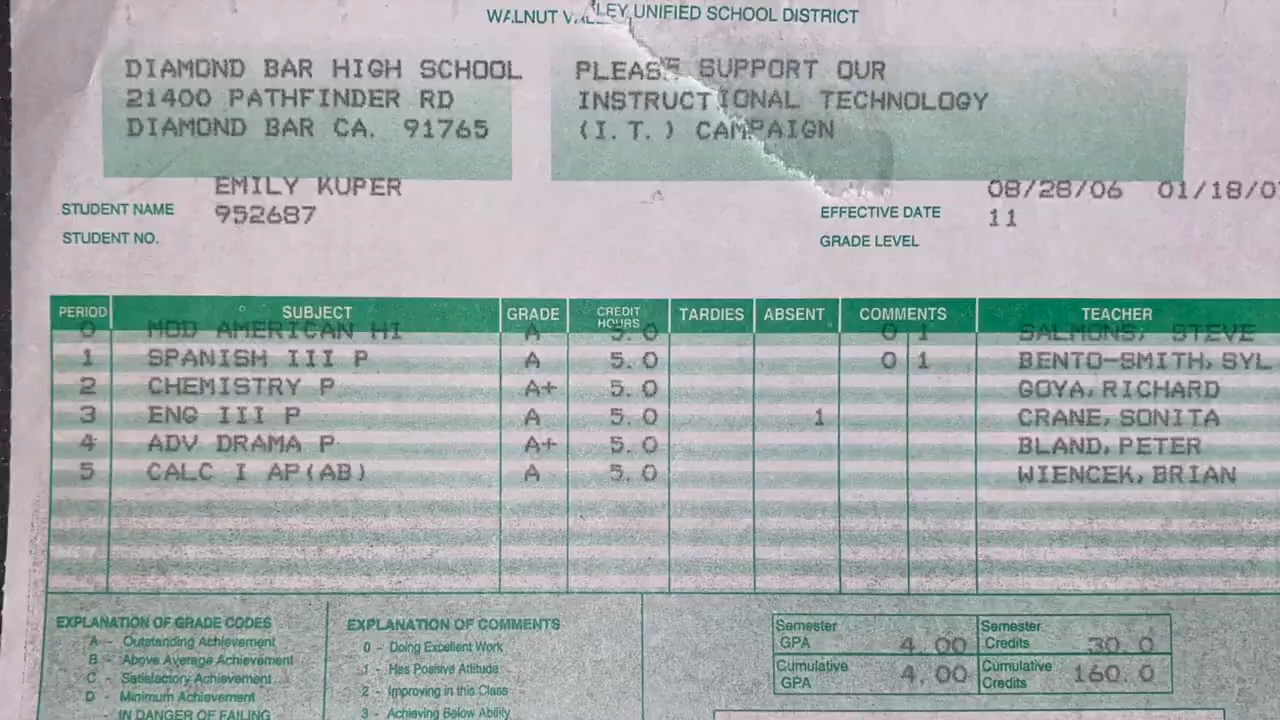 WALNUT VALLEY UNIFIED SCHOOL DISTRICT
DIAMOND BAR HIGH SCHOOL
21400 PATHFINDER RD
DIAMOND BAR CA. 91765
PLEASE SUPPORT OUR
INSTRUCTIONAL TECHNOLOGY
(I.T.) CAMPAIGN
EMILY KUPER
STUDENT NAME 952687
STUDENT NO.
08/28/06 01/18/0
EFFECTIVE DATE 11
GRADE LEVEL
PERIOD SUBJECT GRADE CREDIT HOURS TARDIES ABSENT COMMENTS TEACHER
0 MOD AMERICAN HI A 5.0 0 1 SALMONS, STEVE
1 SPANISH III P A 5.0 0 1 BENTO-SMITH, SYL
2 CHEMISTRY P A+ 5.0 GOYA, RICHARD
3 ENG III P A 5.0 1 CRANE, SONITA
4 ADV DRAMA P A+ 5.0 BLAND, PETER
5 CALC I AP(AB) A 5.0 WIENCEK, BRIAN
EXPLANATION OF GRADE CODES
A - Outstanding Achievement
B - Above Average Achievement
C - Satisfactory Achievement
D - Minimum Achievement
- IN DANGER OF FAILING
EXPLANATION OF COMMENTS
0 - Doing Excellent Work
1 - Has Positive Attitude
2 - Improving in this Class
3 - Achieving Below Ability
Semester GPA 4.00 Semester Credits 30.0
Cumulative GPA 4.00 Cumulative Credits 160.0